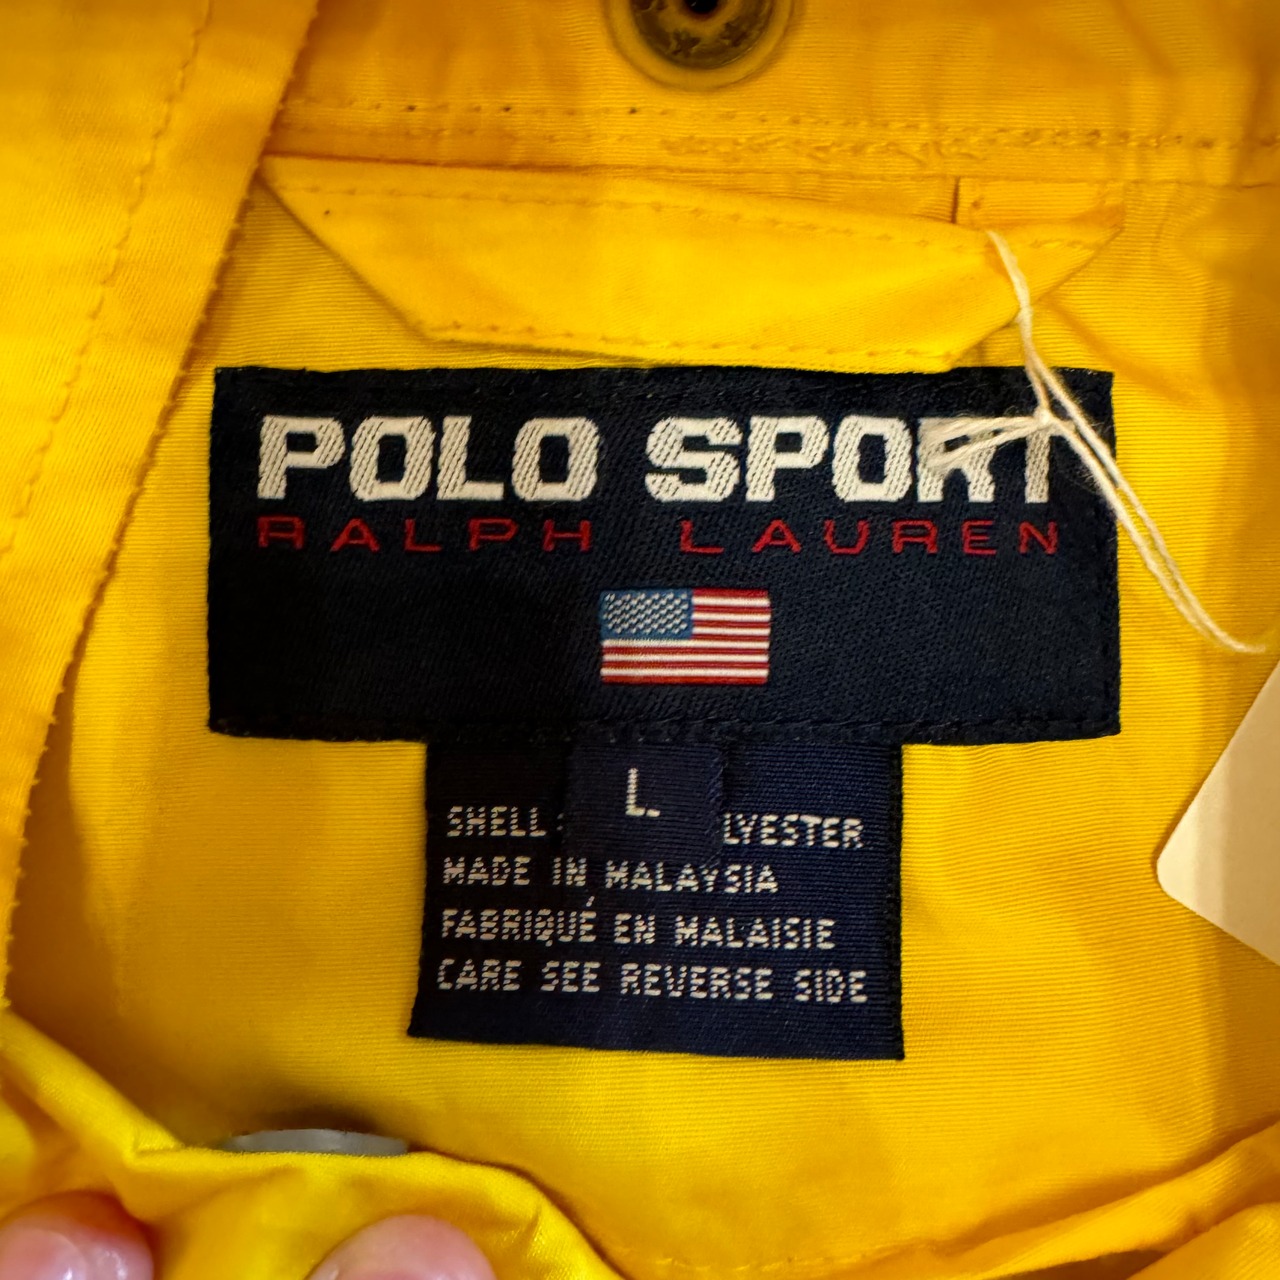 POLO SPORT
RALPH LAUREN
L.
SHELL: LYESTER
MADE IN MALAYSIA
FABRIQUÉ EN MALAISIE
CARE SEE REVERSE SIDE